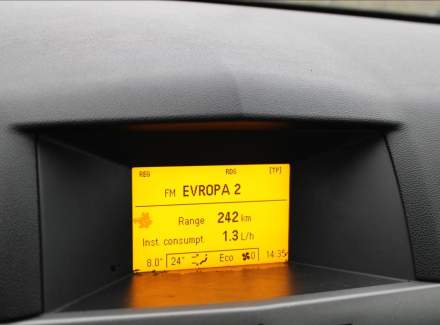 REG RDS [TP]
FM EVROPA 2
Range 242 km
Inst. consumpt 1.3 L/h
8.0° 24° Eco 0 14:35